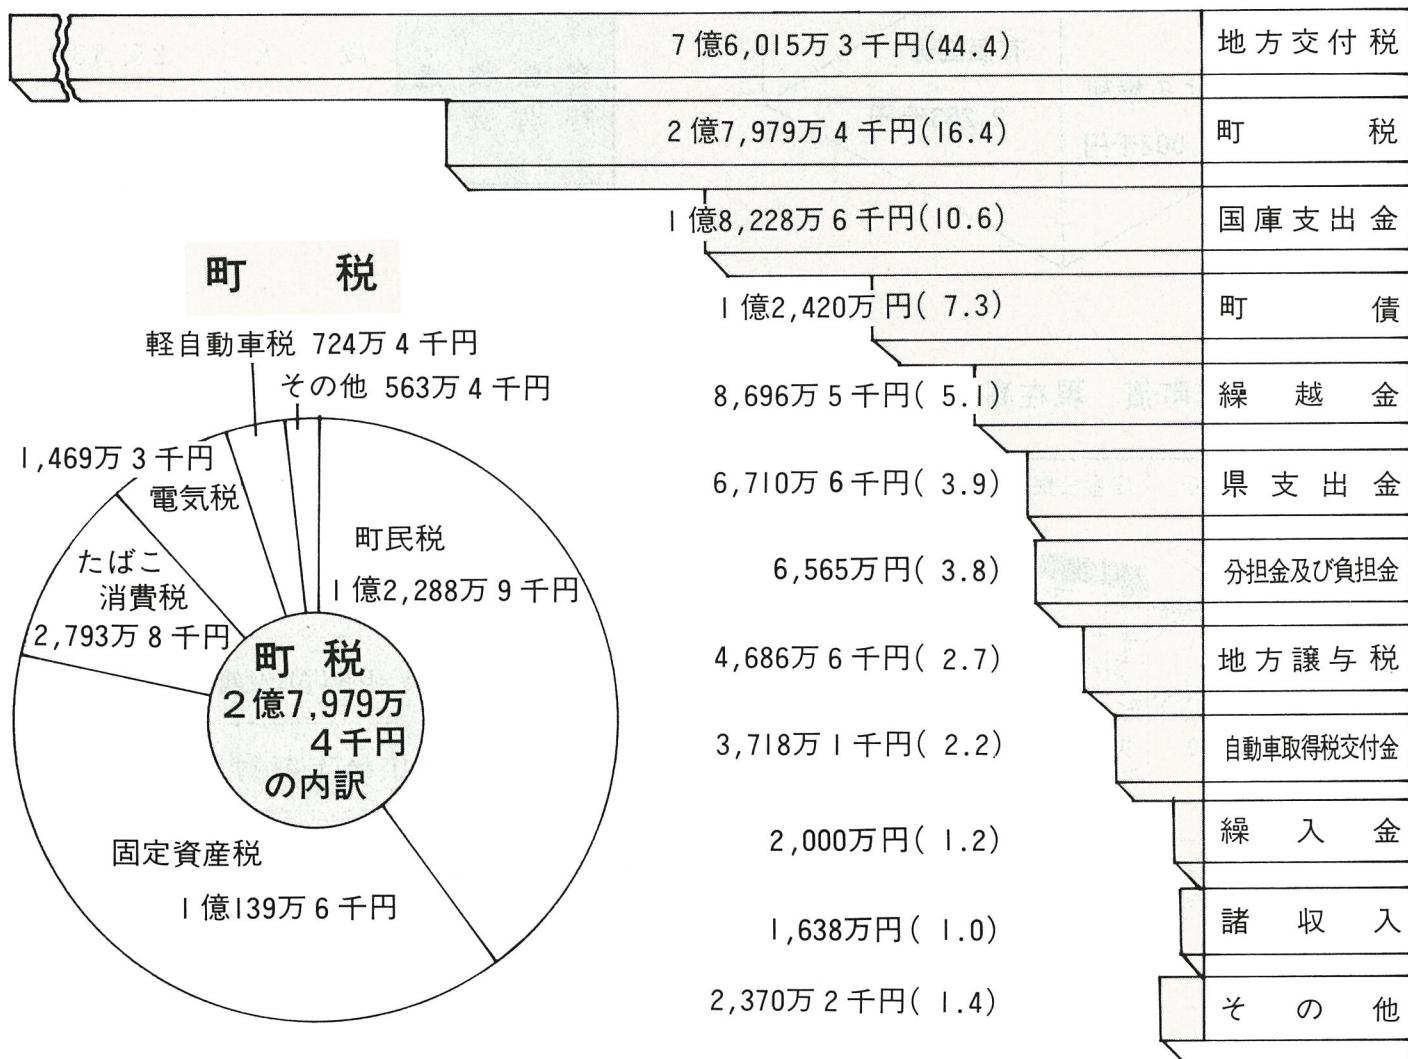 7億6,015万3千円(44.4) 地方交付税
2億7,979万4千円(16.4) 町税
1億8,228万6千円(10.6) 国庫支出金
1億2,420万円(7.3) 町債
8,696万5千円(5.1) 繰越金
6,710万6千円(3.9) 県支出金
6,565万円(3.8) 分担金及び負担金
4,686万6千円(2.7) 地方譲与税
3,718万1千円(2.2) 自動車取得税交付金
2,000万円(1.2) 繰入金
1,638万円(1.0) 諸収入
2,370万2千円(1.4) その他
町税
軽自動車税 724万4千円
その他 563万4千円
1,469万3千円
電気税
たばこ
消費税
2,793万8千円
町民税
1億2,288万9千円
町税
2億7,979万
4千円
の内訳
固定資産税
1億139万6千円